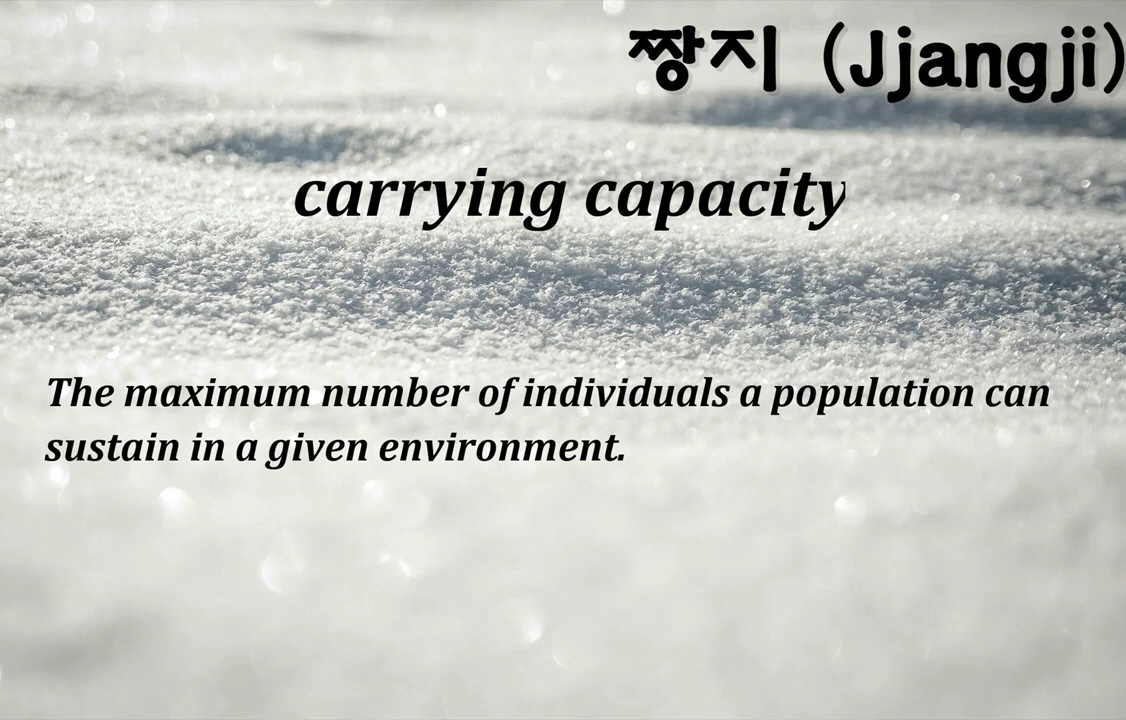 짱지 (Jjangji)
carrying capacity
The maximum number of individuals a population can
sustain in a given environment.